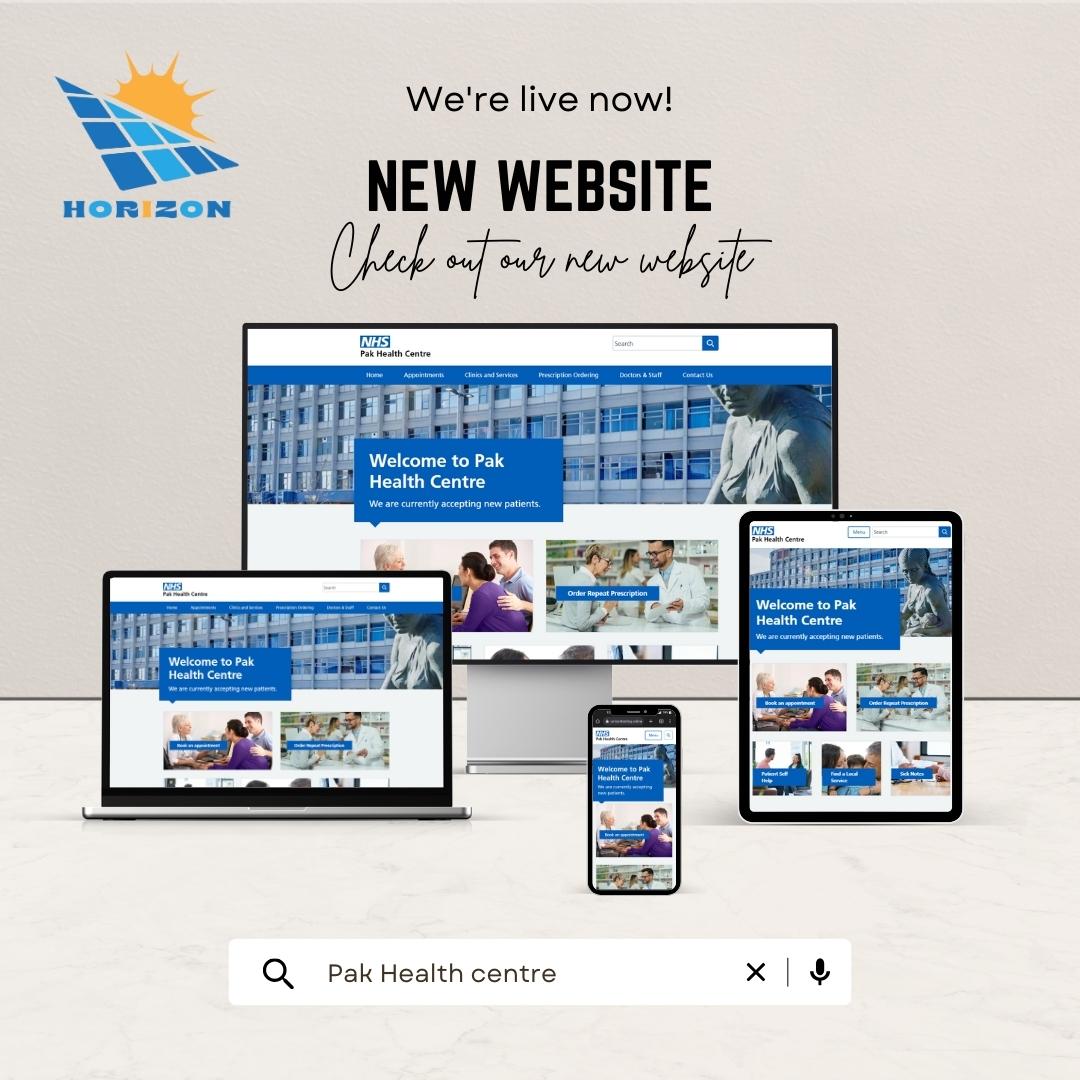 We're live now!
HORIZON
NEW WEBSITE
Check out our new website
NHS
Pak Health Centre
Search
Home
Appointments
Clinics and Services
Prescription Ordering
Doctors & Staff
Contact Us
Welcome to Pak
Health Centre
We are currently accepting new patients.
Order Repeat Prescription
NHS
Pak Health Centre
Search
Home
Appointments
Clinics and Services
Prescription Ordering
Doctors & Staff
Contact Us
Welcome to Pak
Health Centre
We are currently accepting new patients.
Book an appointment
Order Repeat Prescription
NHS
Pak Health Centre
Menu
Search
Welcome to Pak
Health Centre
We are currently accepting new patients.
Book an appointment
Order Repeat Prescription
Patient Self
Help
Find a Local
Service
Sick Notes
NHS
Pak Health Centre
Menu
Welcome to Pak
Health Centre
We are currently accepting
new patients.
Book an appointment
Pak Health centre